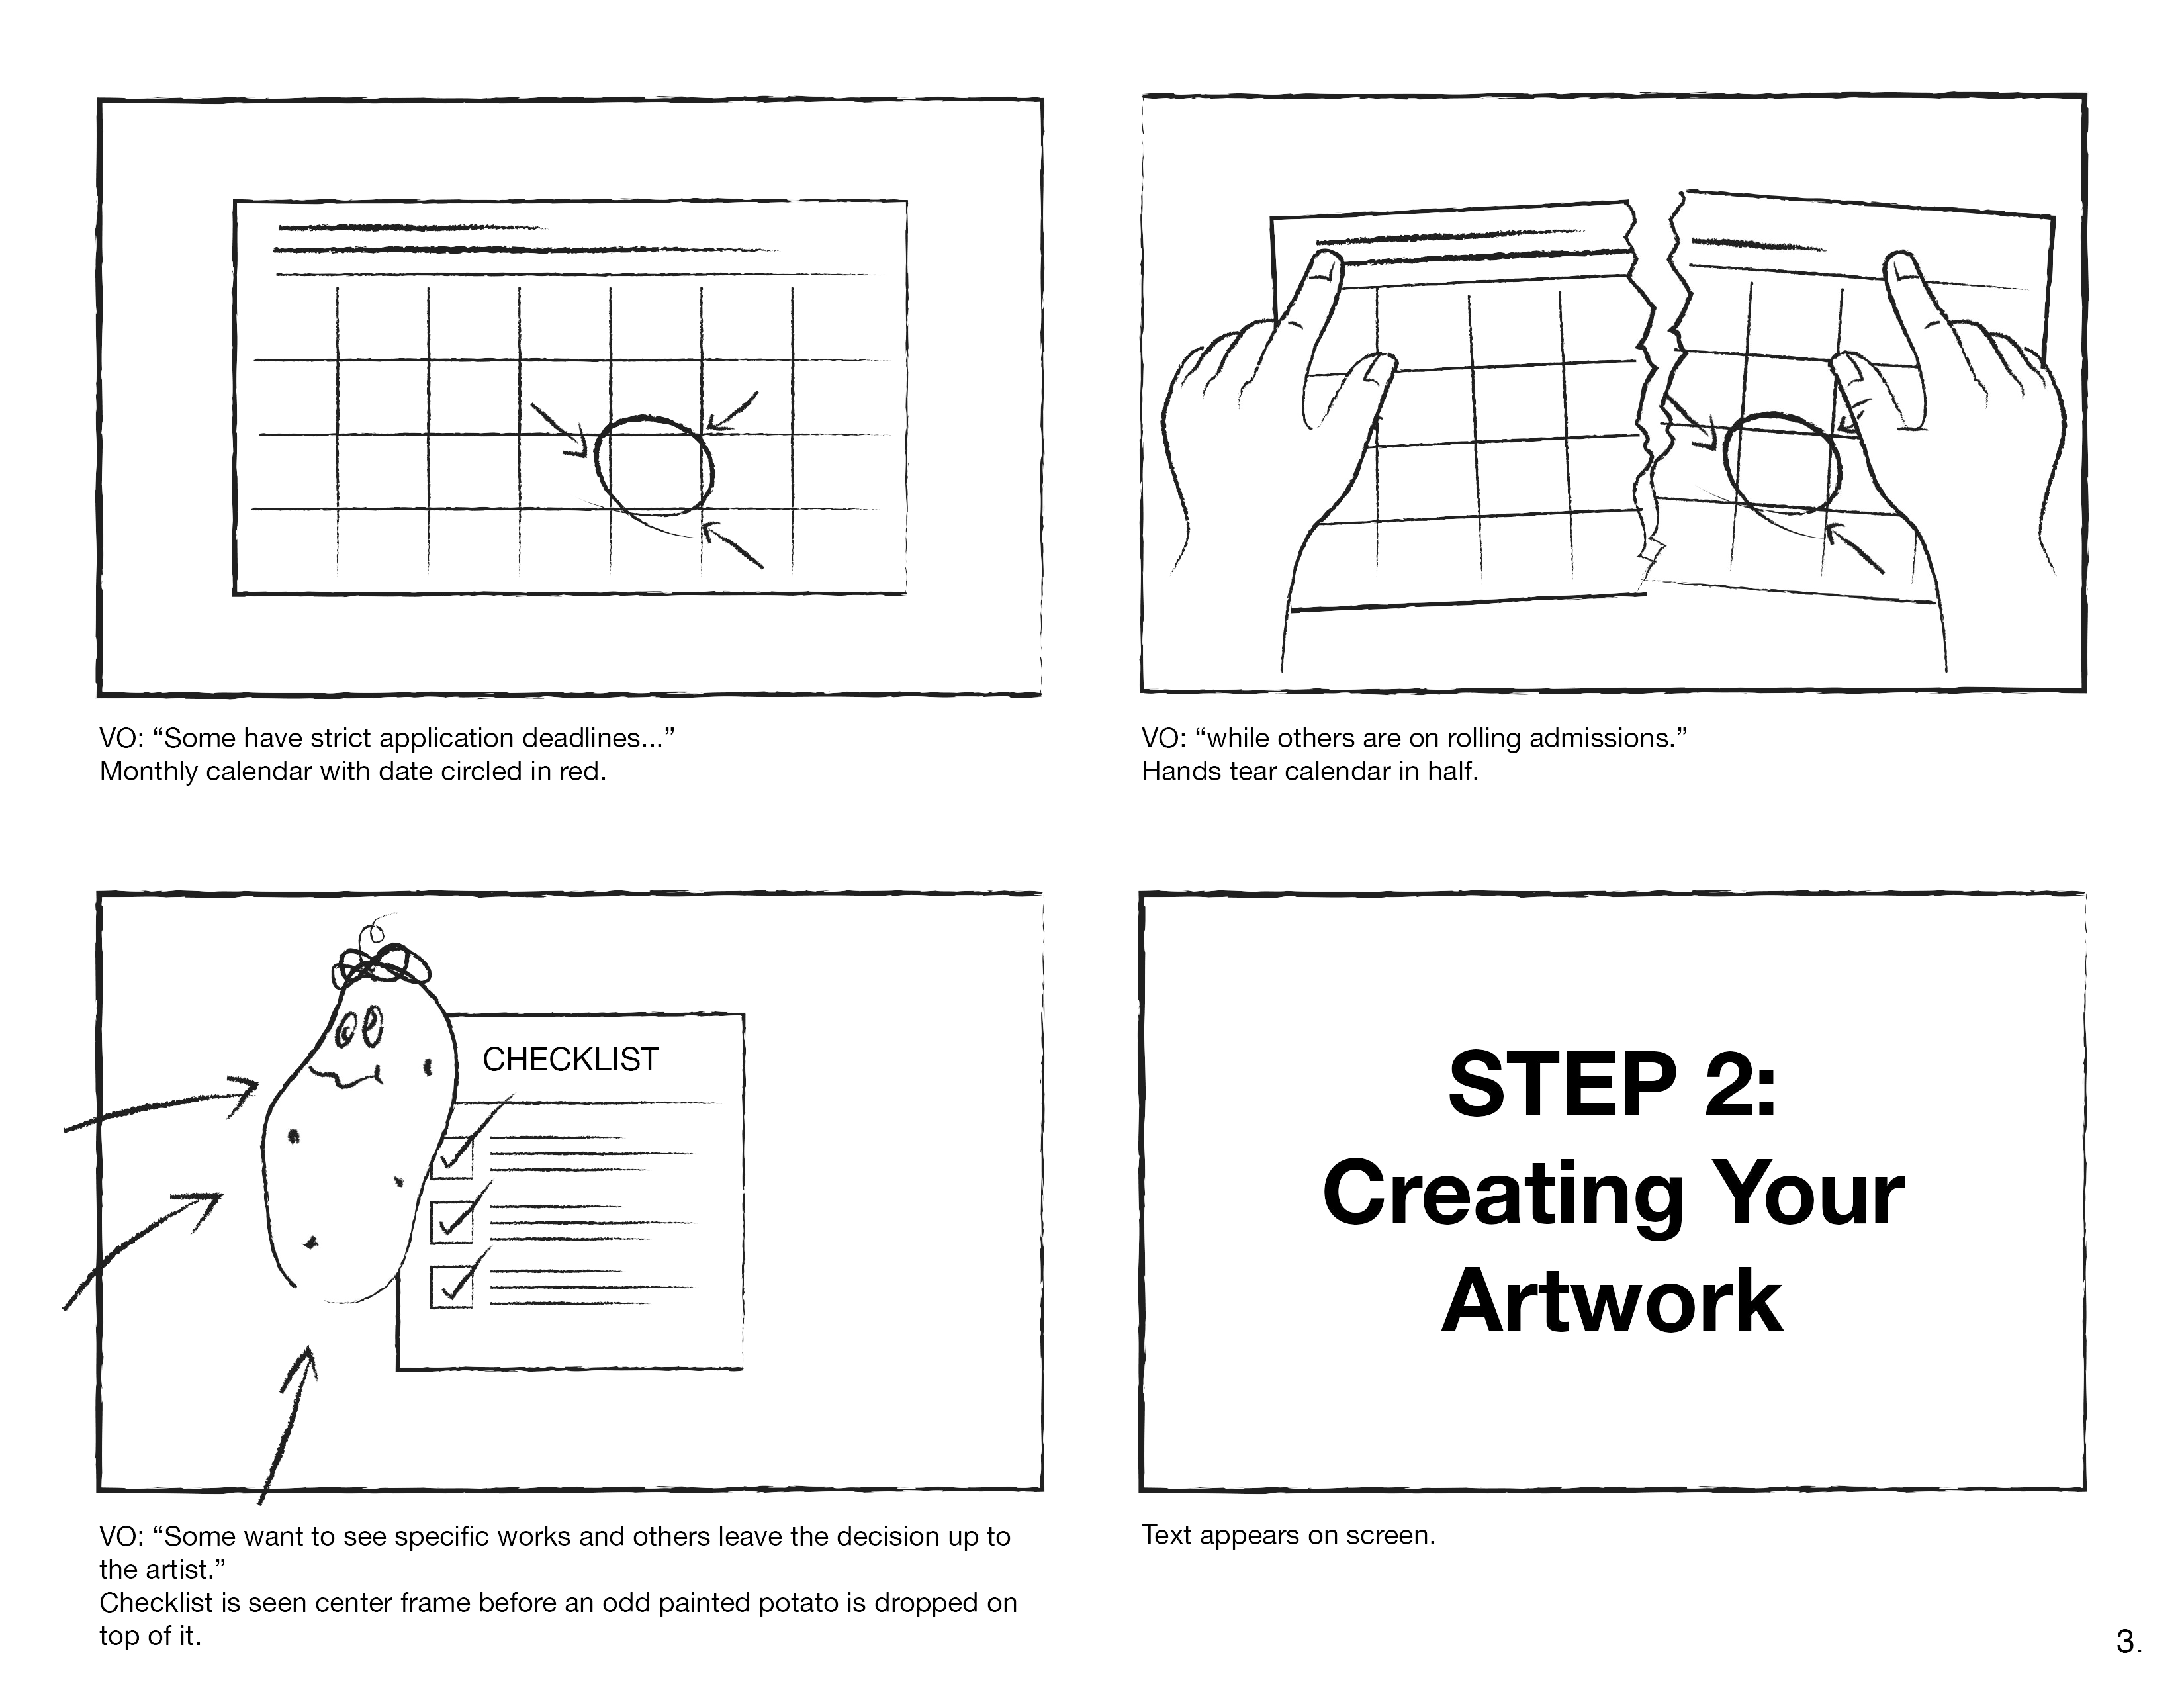 VO: “Some have strict application deadlines...”
Monthly calendar with date circled in red.
VO: “while others are on rolling admissions.”
Hands tear calendar in half.
CHECKLIST
VO: “Some want to see specific works and others leave the decision up to
the artist.”
Checklist is seen center frame before an odd painted potato is dropped on
top of it.
STEP 2:
Creating Your
Artwork
Text appears on screen.
3.